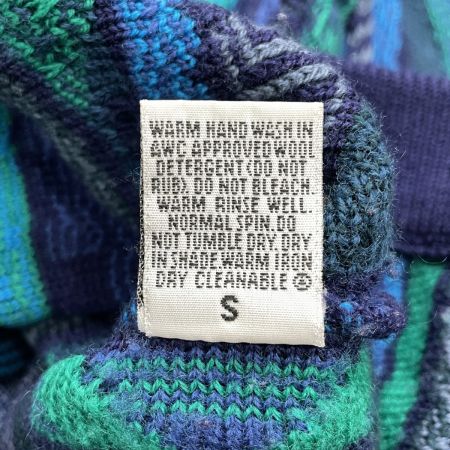 WARM HAND WASH IN
AWC APPROVED WOOL
DETERGENT (DO NOT
RUB). DO NOT BLEACH.
WARM RINSE WELL.
NORMAL SPIN. DO
NOT TUMBLE DRY DRY
IN SHADE WARM IRON
DRY CLEANABLE Ⓟ
S